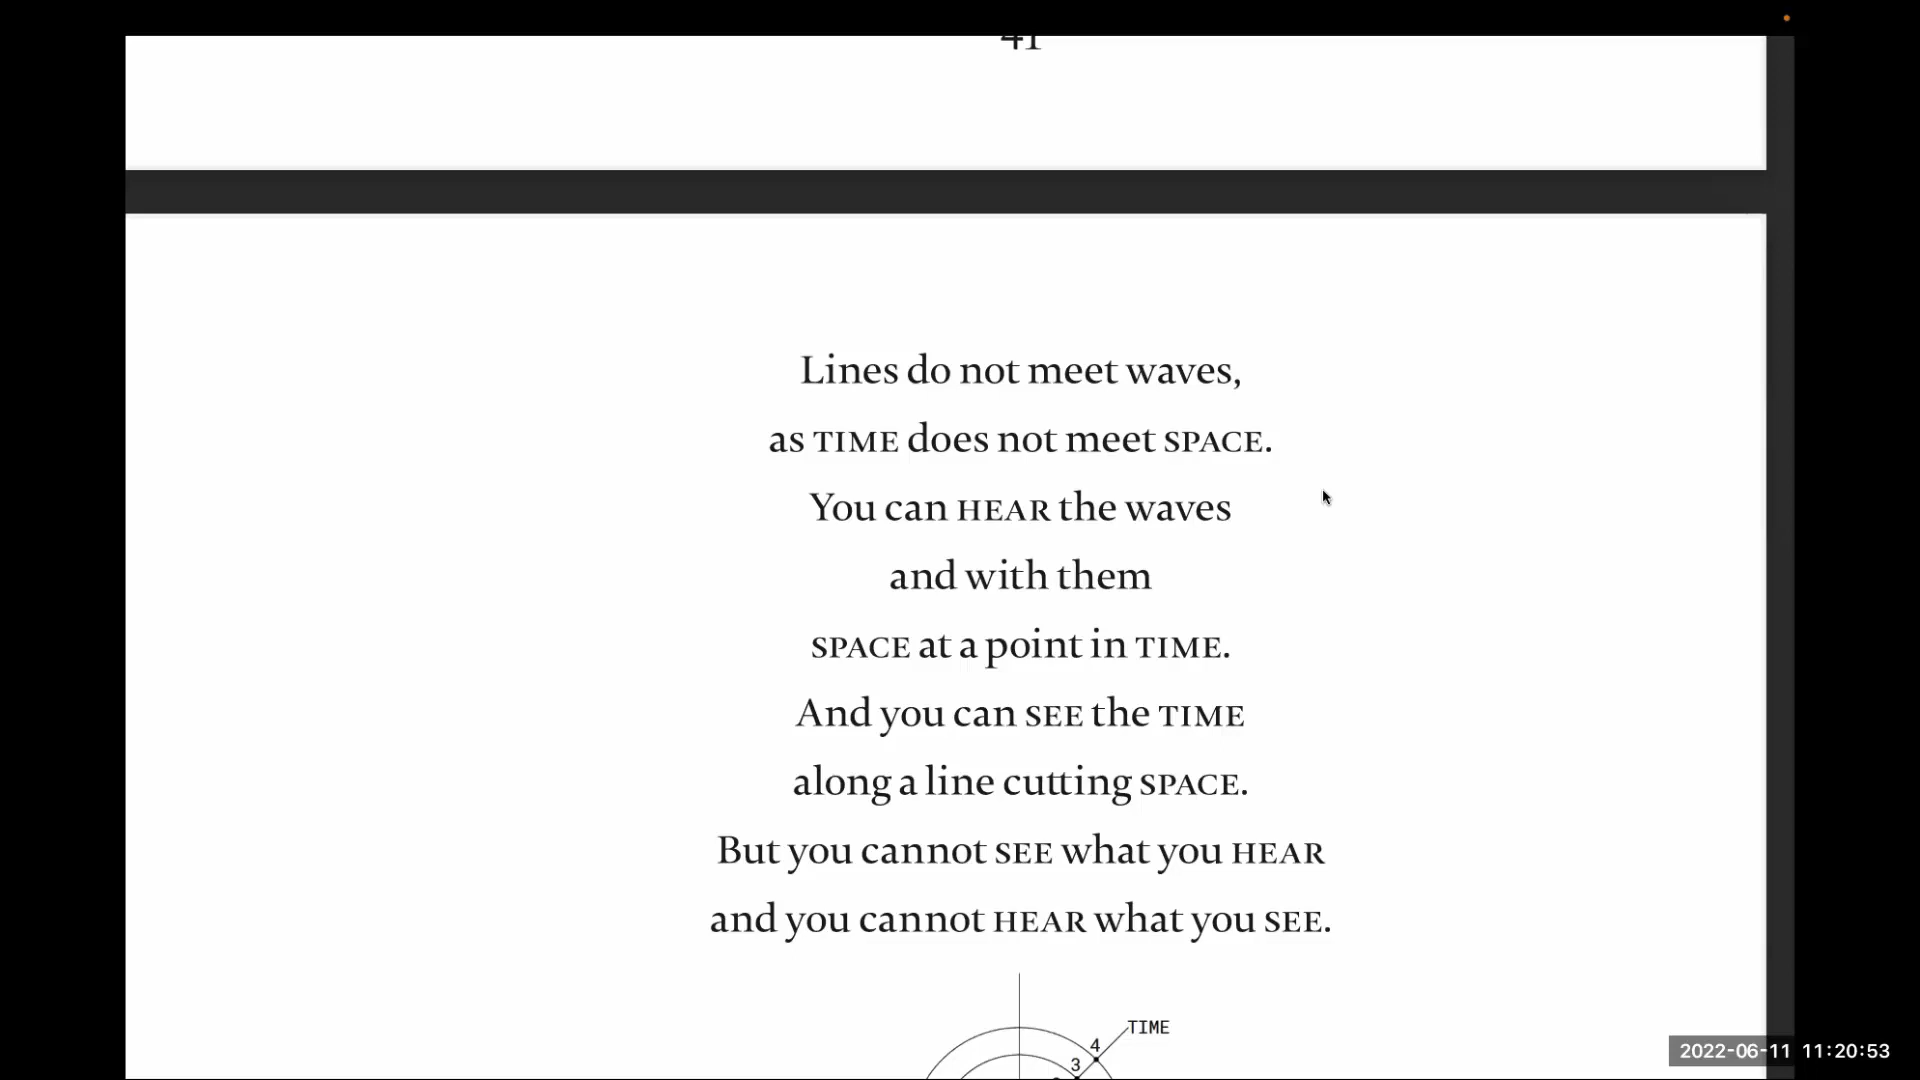 41
Lines do not meet waves,
as TIME does not meet SPACE.
You can HEAR the waves
and with them
SPACE at a point in TIME.
And you can SEE the TIME
along a line cutting SPACE.
But you cannot SEE what you HEAR
and you cannot HEAR what you SEE.
TIME
4
3
2022-06-11 11:20:53